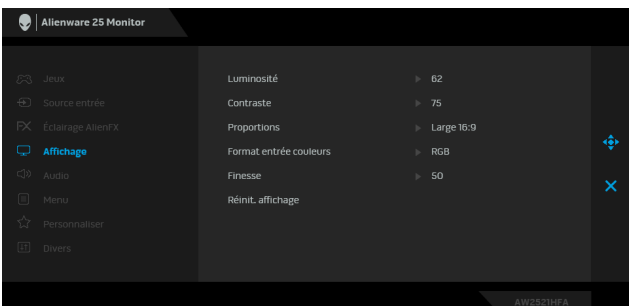 Alienware 25 Monitor
Jeux
Source entrée
FX Éclairage AlienFX
Affichage
Audio
Menu
Personnaliser
Divers
Luminosité 62
Contraste 75
Proportions Large 16:9
Format entrée couleurs RGB
Finesse 50
Réinit. affichage
AW2521HFA